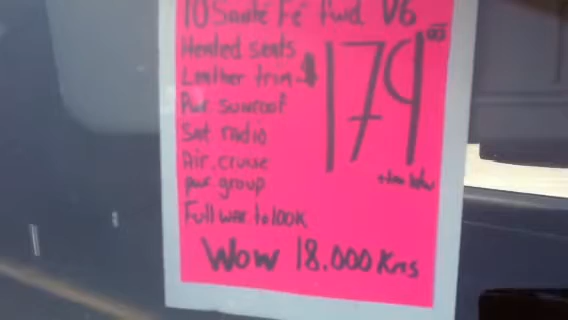 10 Sante Fe fwd V6
Heated seats
Leather trim
Pwr sunroof
Sat radio
Air, cruise
pwr group
Full war to 100K
$179
Wow 18.000 Kms